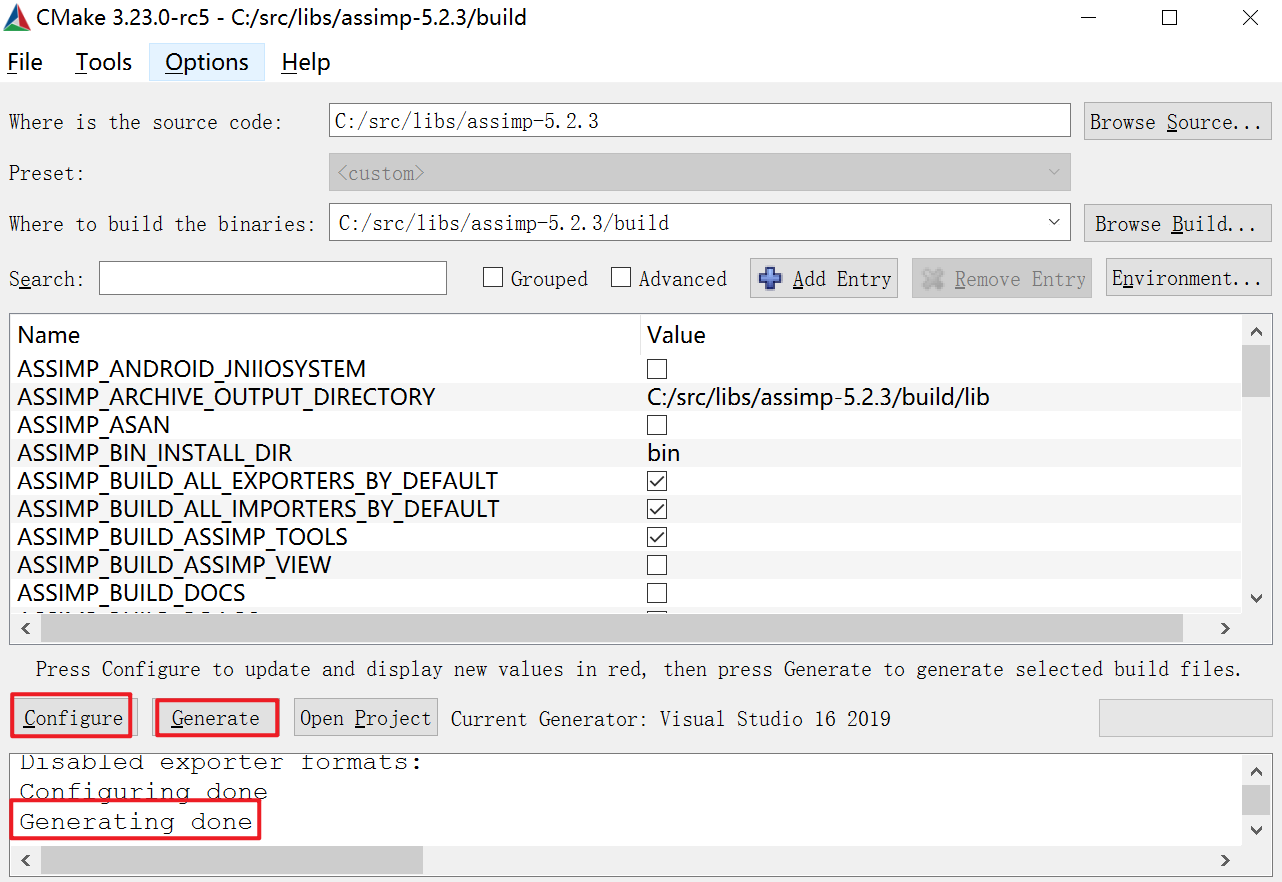 CMake 3.23.0-rc5 - C:/src/libs/assimp-5.2.3/build
File Tools Options Help
Where is the source code: C:/src/libs/assimp-5.2.3 Browse Source...
Preset: <custom>
Where to build the binaries: C:/src/libs/assimp-5.2.3/build Browse Build...
Search: Grouped Advanced Add Entry Remove Entry Environment...
Name Value
ASSIMP_ANDROID_JNIIOSYSTEM
ASSIMP_ARCHIVE_OUTPUT_DIRECTORY C:/src/libs/assimp-5.2.3/build/lib
ASSIMP_ASAN
ASSIMP_BIN_INSTALL_DIR bin
ASSIMP_BUILD_ALL_EXPORTERS_BY_DEFAULT
ASSIMP_BUILD_ALL_IMPORTERS_BY_DEFAULT
ASSIMP_BUILD_ASSIMP_TOOLS
ASSIMP_BUILD_ASSIMP_VIEW
ASSIMP_BUILD_DOCS
Press Configure to update and display new values in red, then press Generate to generate selected build files.
Configure Generate Open Project Current Generator: Visual Studio 16 2019
Disabled exporter formats:
Configuring done
Generating done